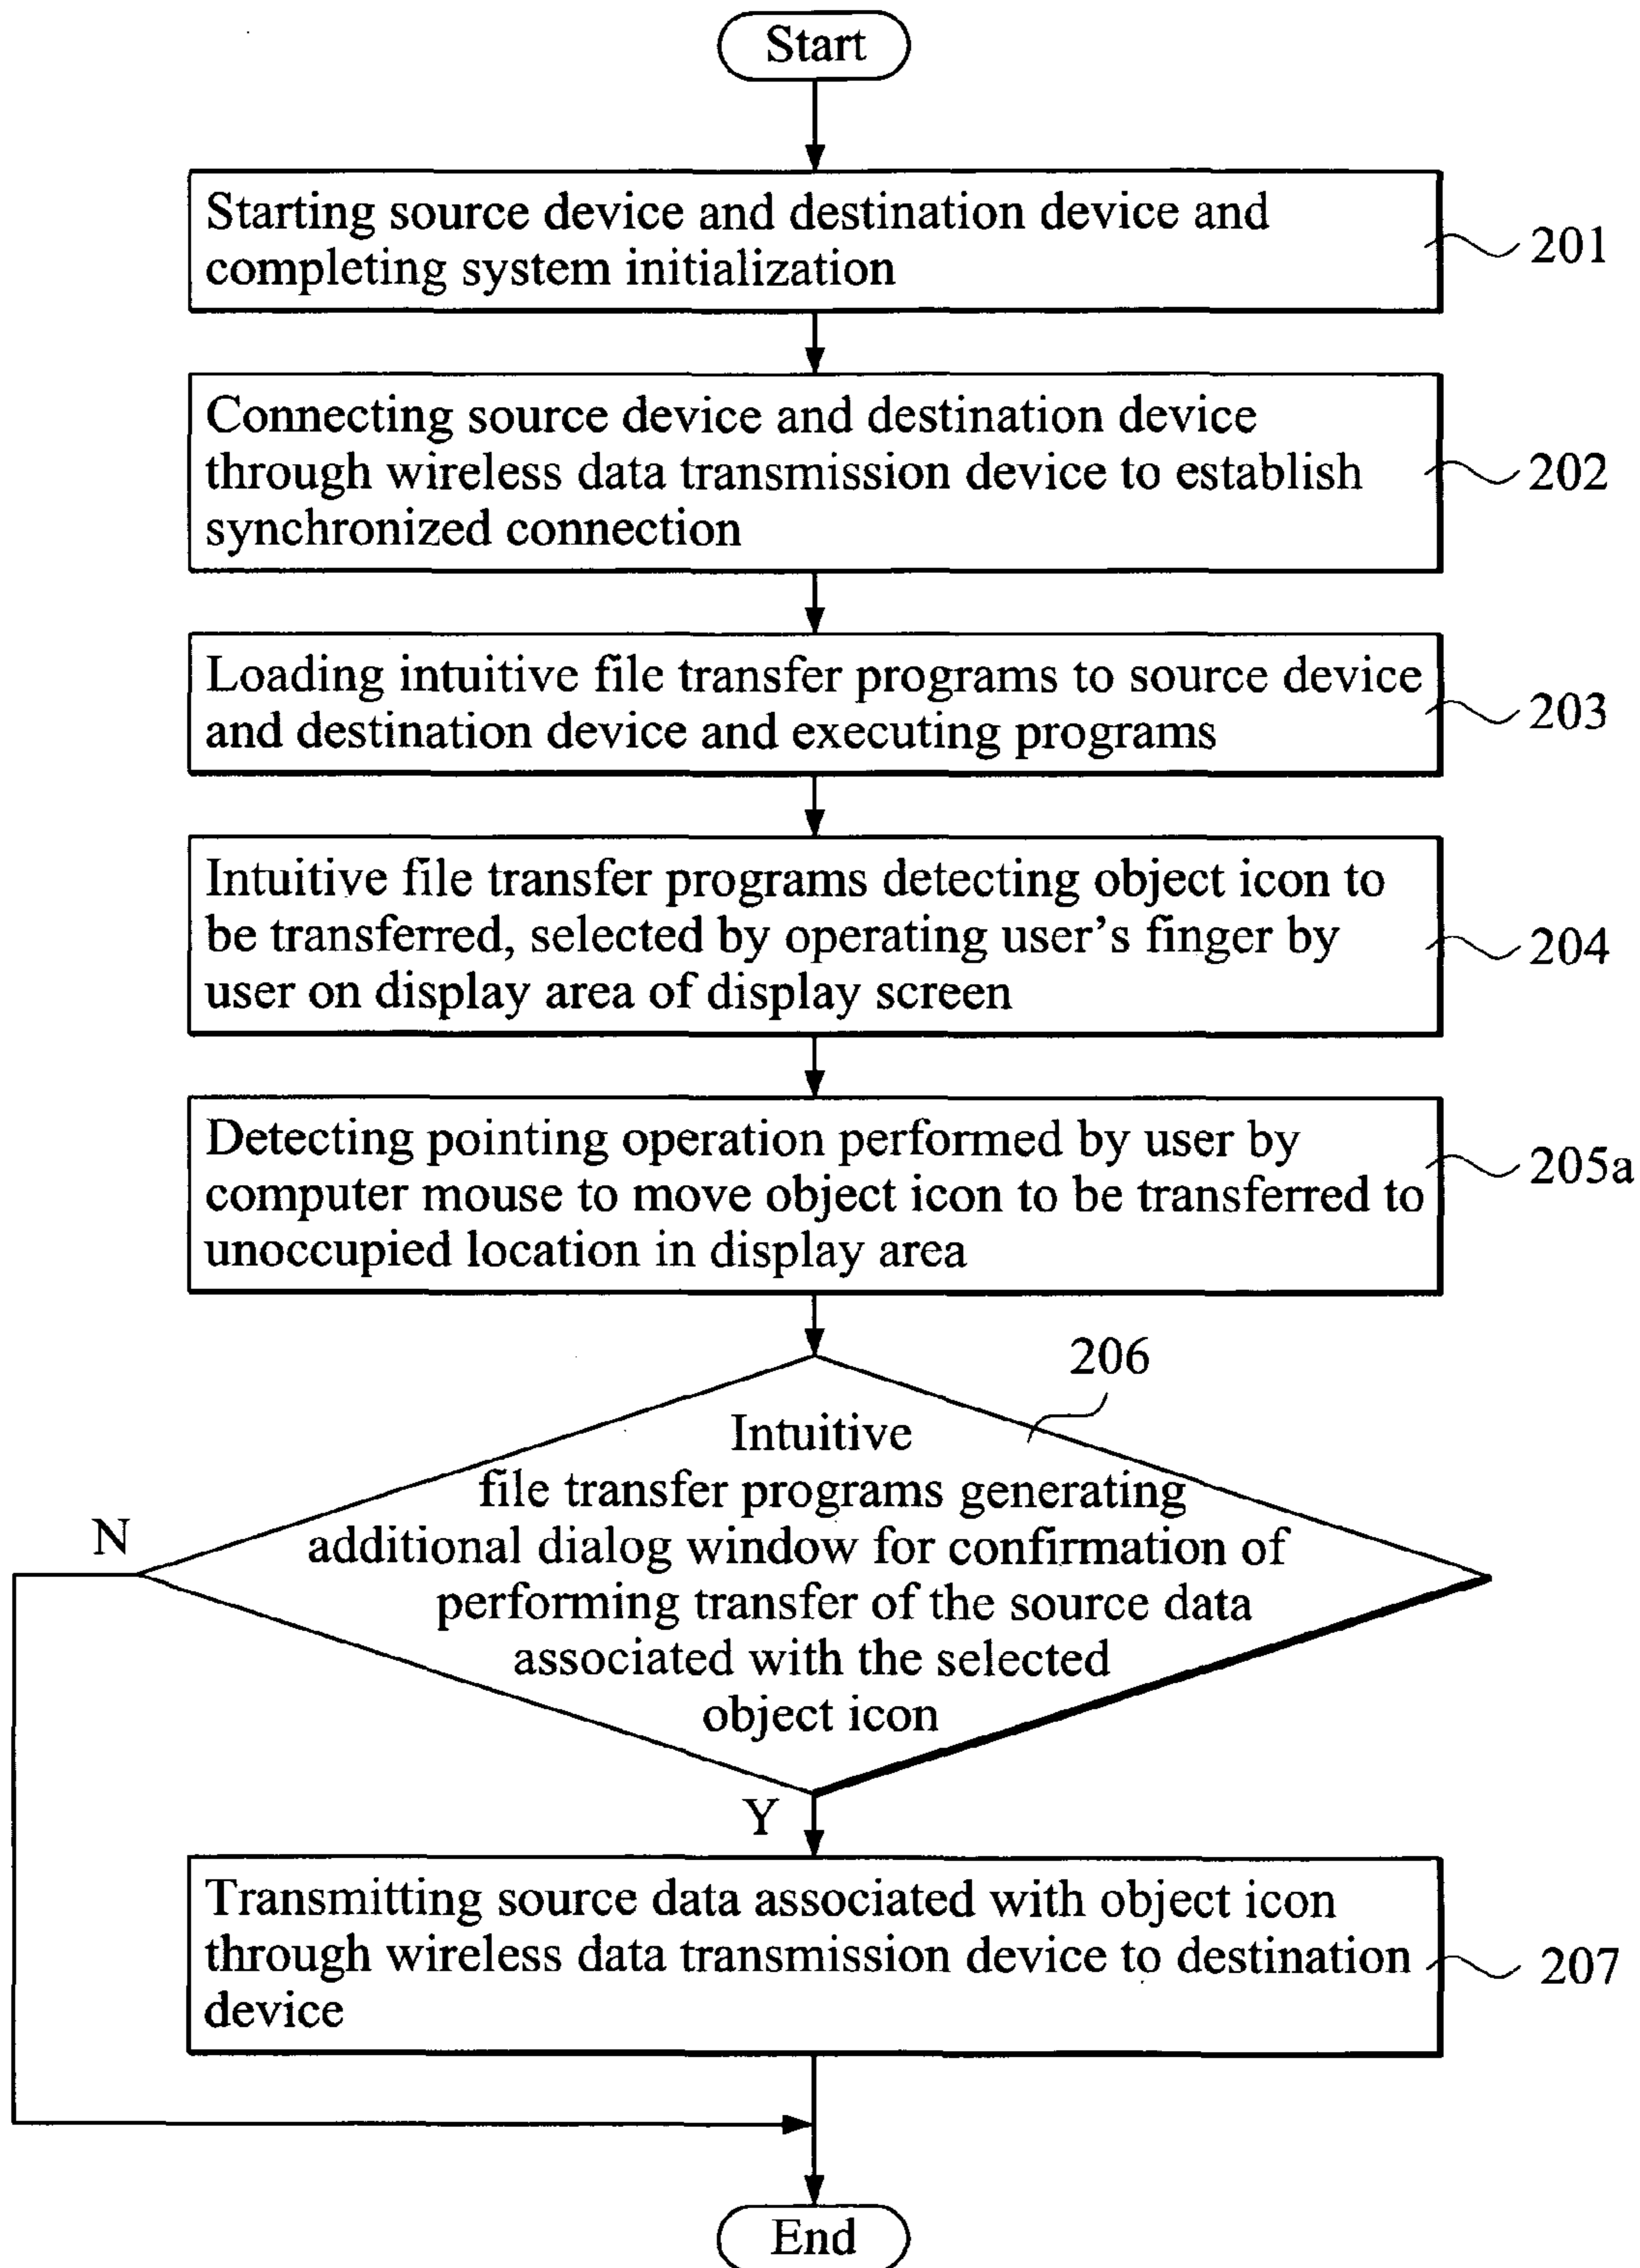 Start
Starting source device and destination device and
completing system initialization
201
Connecting source device and destination device
through wireless data transmission device to establish
synchronized connection
202
Loading intuitive file transfer programs to source device
and destination device and executing programs
203
Intuitive file transfer programs detecting object icon to
be transferred, selected by operating user's finger by
user on display area of display screen
204
Detecting pointing operation performed by user by
computer mouse to move object icon to be transferred to
unoccupied location in display area
205a
206
Intuitive
file transfer programs generating
additional dialog window for confirmation of
performing transfer of the source data
associated with the selected
object icon
N
Y
Transmitting source data associated with object icon
through wireless data transmission device to destination
device
207
End